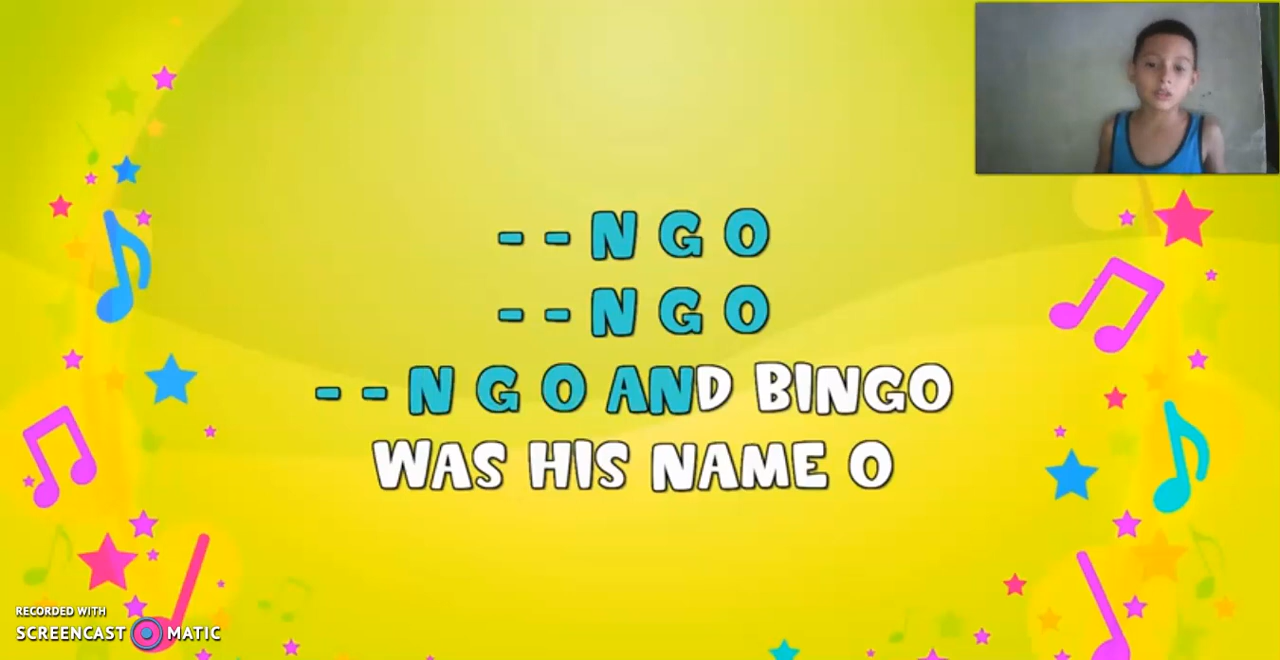 - - N G O
- - N G O
- - N G O AND BINGO
WAS HIS NAME O
RECORDED WITH
SCREENCAST MATIC